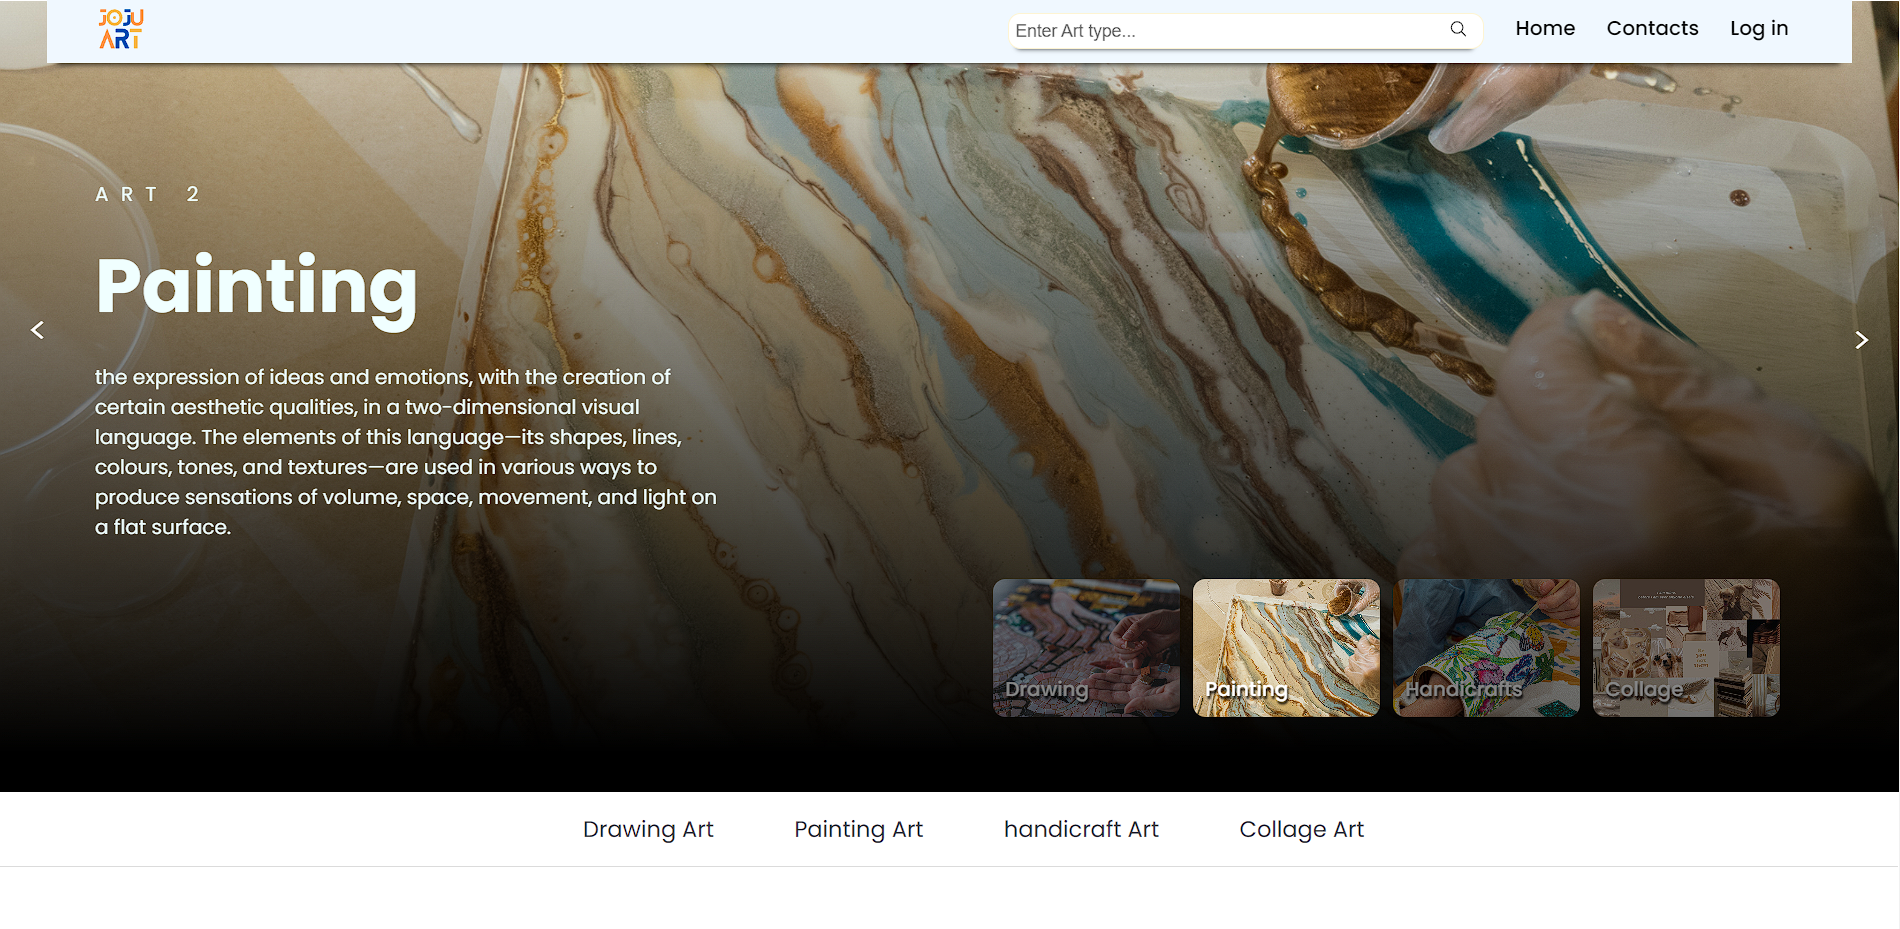 JOJU
ART
Enter Art type...
Home
Contacts
Log in
ART 2
Painting
the expression of ideas and emotions, with the creation of
certain aesthetic qualities, in a two-dimensional visual
language. The elements of this language—its shapes, lines,
colours, tones, and textures—are used in various ways to
produce sensations of volume, space, movement, and light on
a flat surface.
Drawing
Painting
Handicrafts
Collage
Drawing Art
Painting Art
handicraft Art
Collage Art